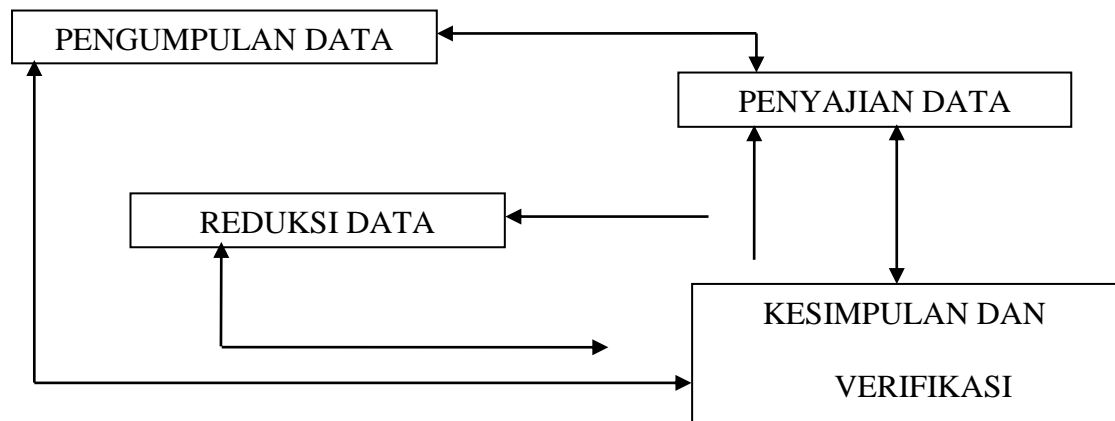 PENGUMPULAN DATA
PENYAJIAN DATA
REDUKSI DATA
KESIMPULAN DAN
VERIFIKASI